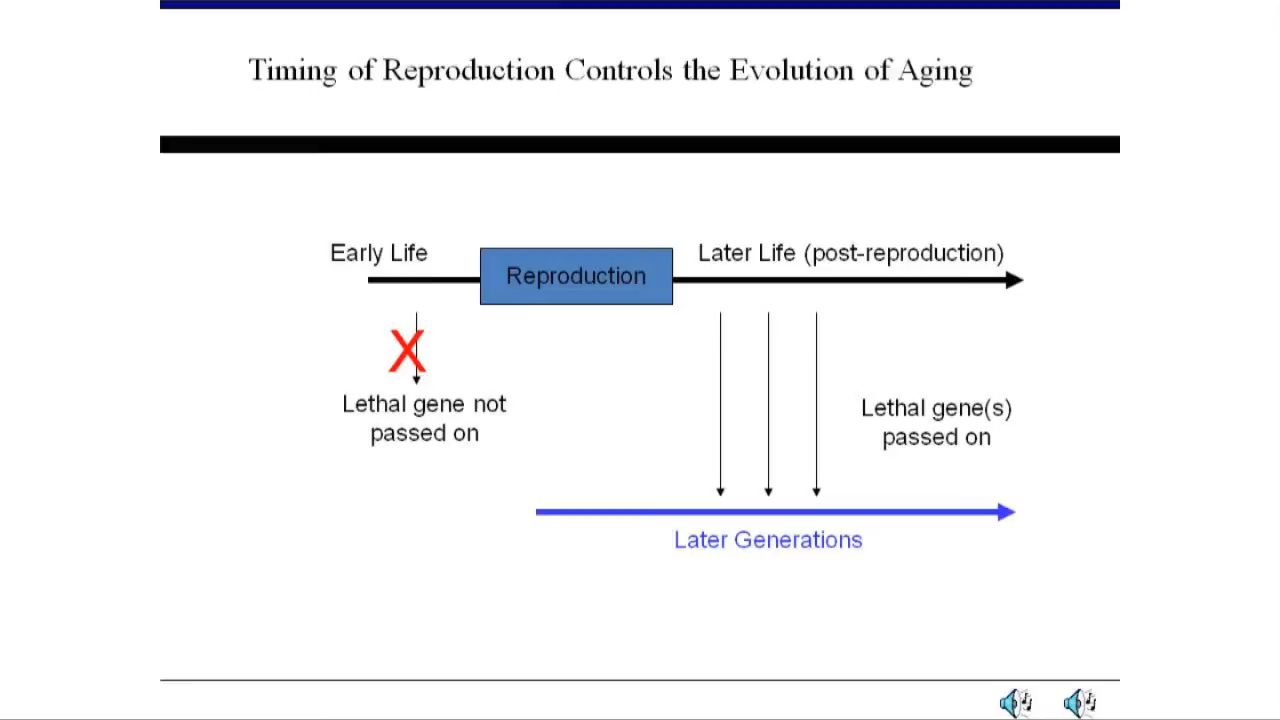 Timing of Reproduction Controls the Evolution of Aging
Early Life
Reproduction
Later Life (post-reproduction)
X
Lethal gene not
passed on
Lethal gene(s)
passed on
Later Generations